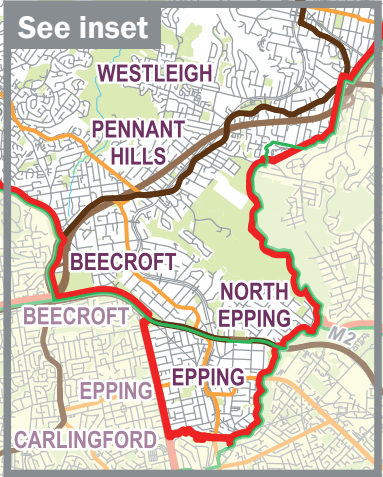 See inset
WESTLEIGH
PENNANT
HILLS
BEECROFT
NORTH
EPPING
BEECROFT
M2
EPPING
EPPING
CARLINGFORD